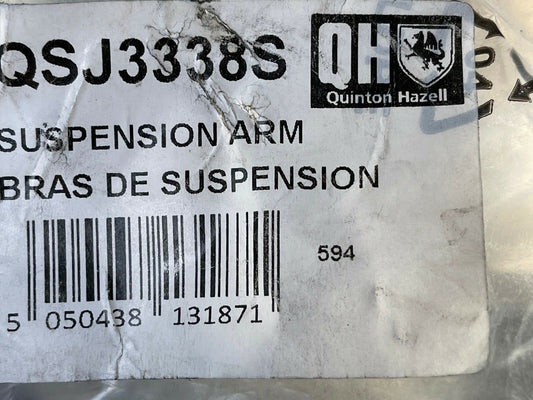 QSJ3338S
QH
Quinton Hazell
SUSPENSION ARM
BRAS DE SUSPENSION
594
5 050438 131871